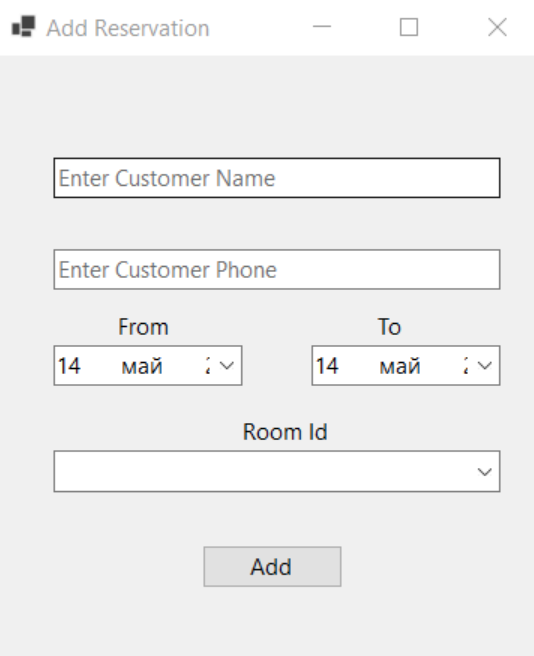 Add Reservation
Enter Customer Name
Enter Customer Phone
From To
14 май 14 май
Room Id
Add